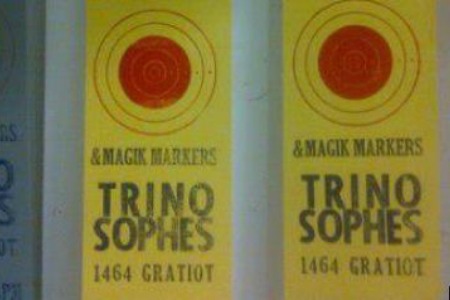 &MAGIK MARKERS
TRINO
SOPHES
1464 GRATIOT
&MAGIK MARKERS
TRINO
SOPHES
1464 GRATIOT